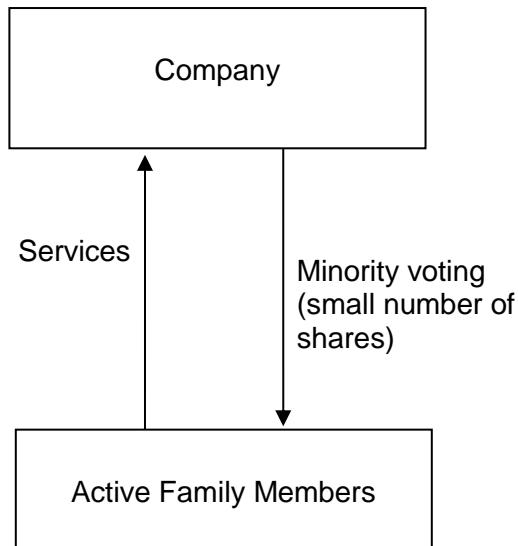 Company
Services
Minority voting
(small number of
shares)
Active Family Members